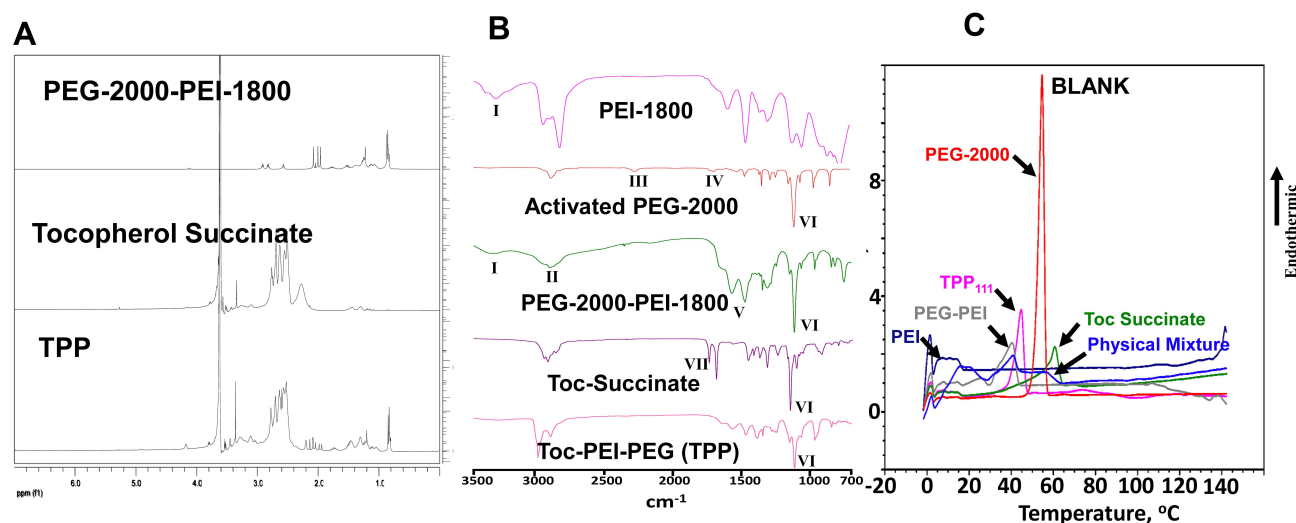 A
PEG-2000-PEI-1800
Tocopherol Succinate
TPP
6.0 5.0 4.0 3.0 2.0 1.0
ppm (f1)
B
I
PEI-1800
III
IV
Activated PEG-2000
VI
I
II
PEG-2000-PEI-1800
V
VI
VII
Toc-Succinate
VI
Toc-PEI-PEG (TPP)
VI
3500 3000 2500 2000 1500 1000 700
cm⁻¹
C
BLANK
PEG-2000
8
TPP₁₁₁
4
PEG-PEI
Toc Succinate
PEI
Physical Mixture
0
-20 0 20 40 60 80 100 120 140
Temperature, ᵒC
Endothermic